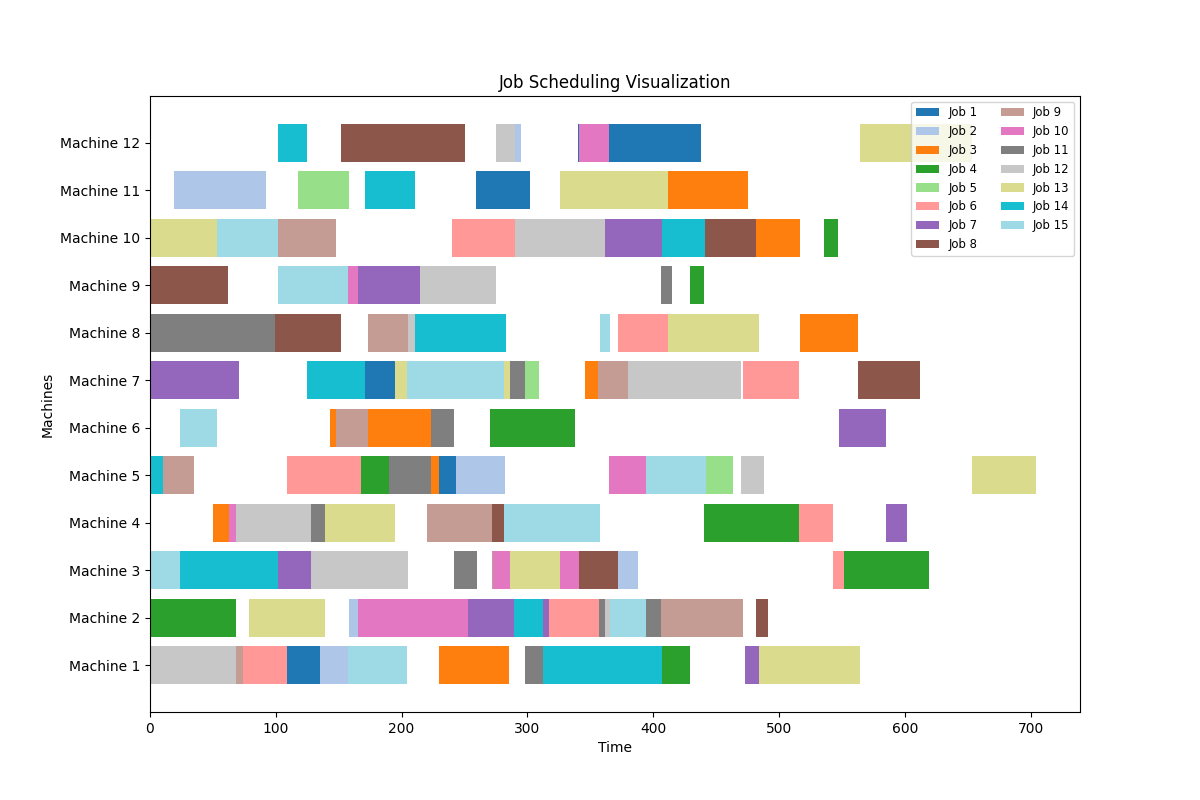 Job Scheduling Visualization
Machines
Machine 12
Machine 11
Machine 10
Machine 9
Machine 8
Machine 7
Machine 6
Machine 5
Machine 4
Machine 3
Machine 2
Machine 1
Job 1
Job 2
Job 3
Job 4
Job 5
Job 6
Job 7
Job 8
Job 9
Job 10
Job 11
Job 12
Job 13
Job 14
Job 15
0 100 200 300 400 500 600 700
Time